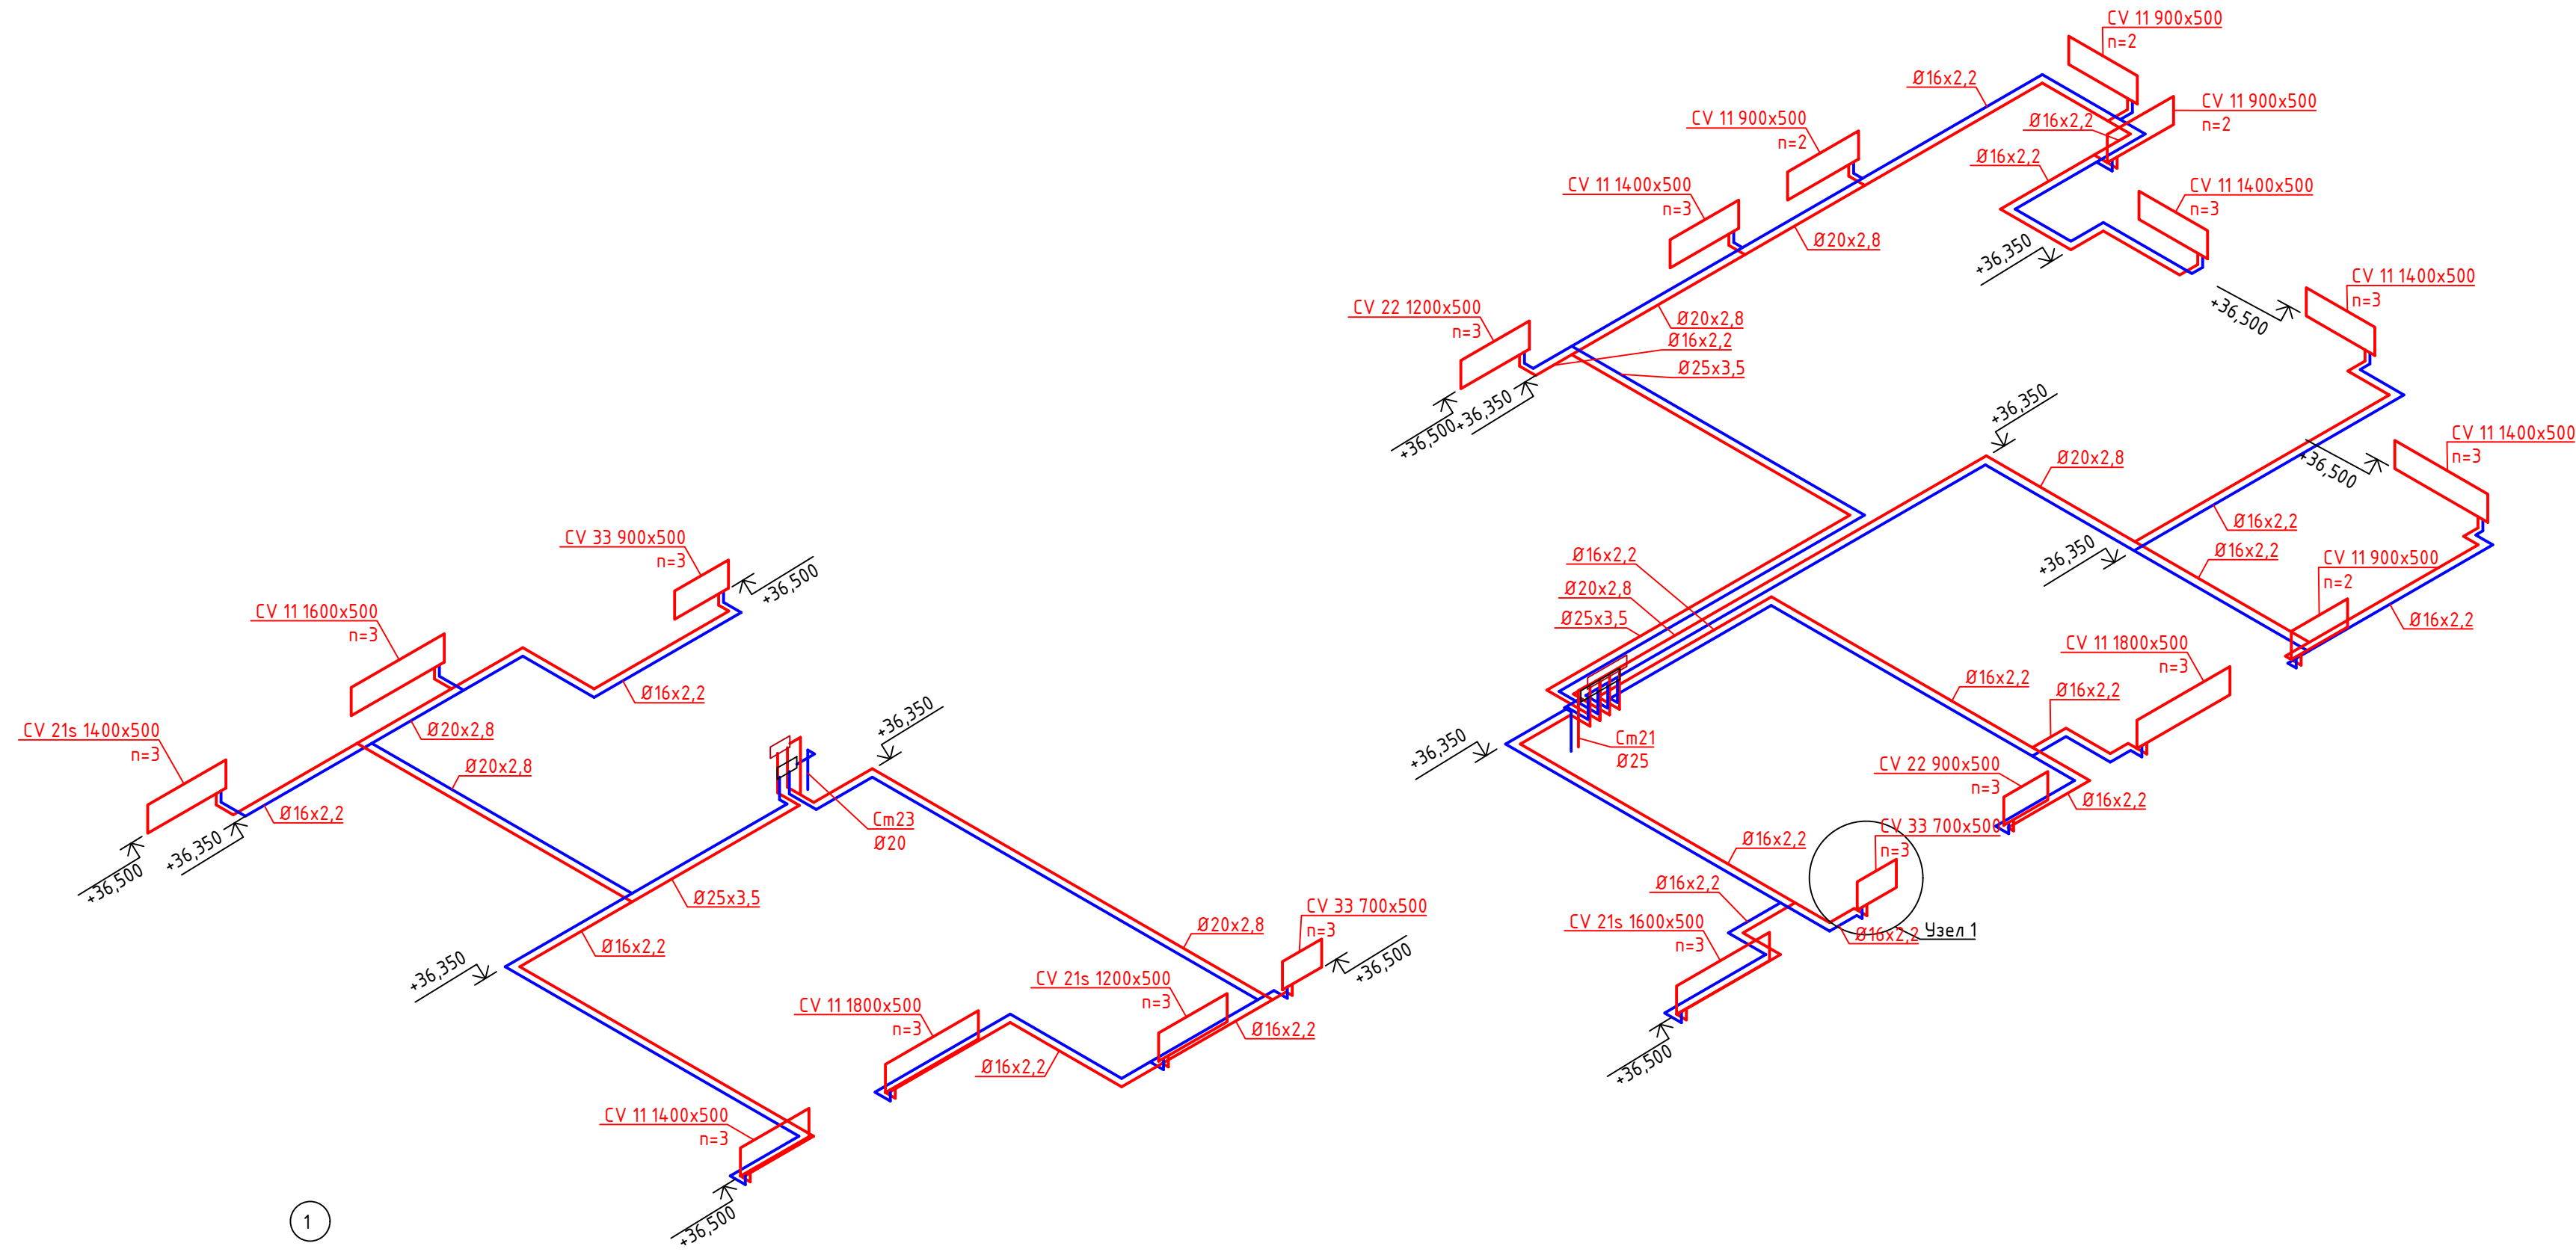 CV 11 900x500
n=2
Ø16x2,2
CV 11 900x500
n=2
CV 11 900x500
n=2
Ø16x2,2
Ø16x2,2
CV 11 1400x500
n=3
CV 11 1400x500
n=3
Ø20x2,8
+36,350
CV 11 1400x500
n=3
+36,500
CV 22 1200x500
n=3
Ø20x2,8
Ø16x2,2
Ø25x3,5
+36,350
+36,500
+36,350
CV 11 1400x500
n=3
Ø20x2,8
+36,500
Ø16x2,2
Ø16x2,2
+36,350
CV 11 900x500
n=2
Ø16x2,2
Ø16x2,2
Ø20x2,8
Ø25x3,5
CV 11 1800x500
n=3
Ø16x2,2
Ø16x2,2
+36,350
Cm21
Ø25
CV 22 900x500
n=3
Ø16x2,2
CV 33 700x500
n=3
Ø16x2,2
Ø16x2,2
CV 21s 1600x500
n=3
Ø16x2,2
Узел 1
+36,500
CV 33 900x500
n=3
+36,500
CV 11 1600x500
n=3
Ø16x2,2
CV 21s 1400x500
n=3
Ø20x2,8
Ø20x2,8
Ø16x2,2
+36,350
+36,500
+36,350
Cm23
Ø20
Ø25x3,5
Ø16x2,2
+36,350
Ø20x2,8
CV 33 700x500
n=3
+36,500
CV 21s 1200x500
n=3
Ø16x2,2
CV 11 1800x500
n=3
Ø16x2,2
CV 11 1400x500
n=3
+36,500
1